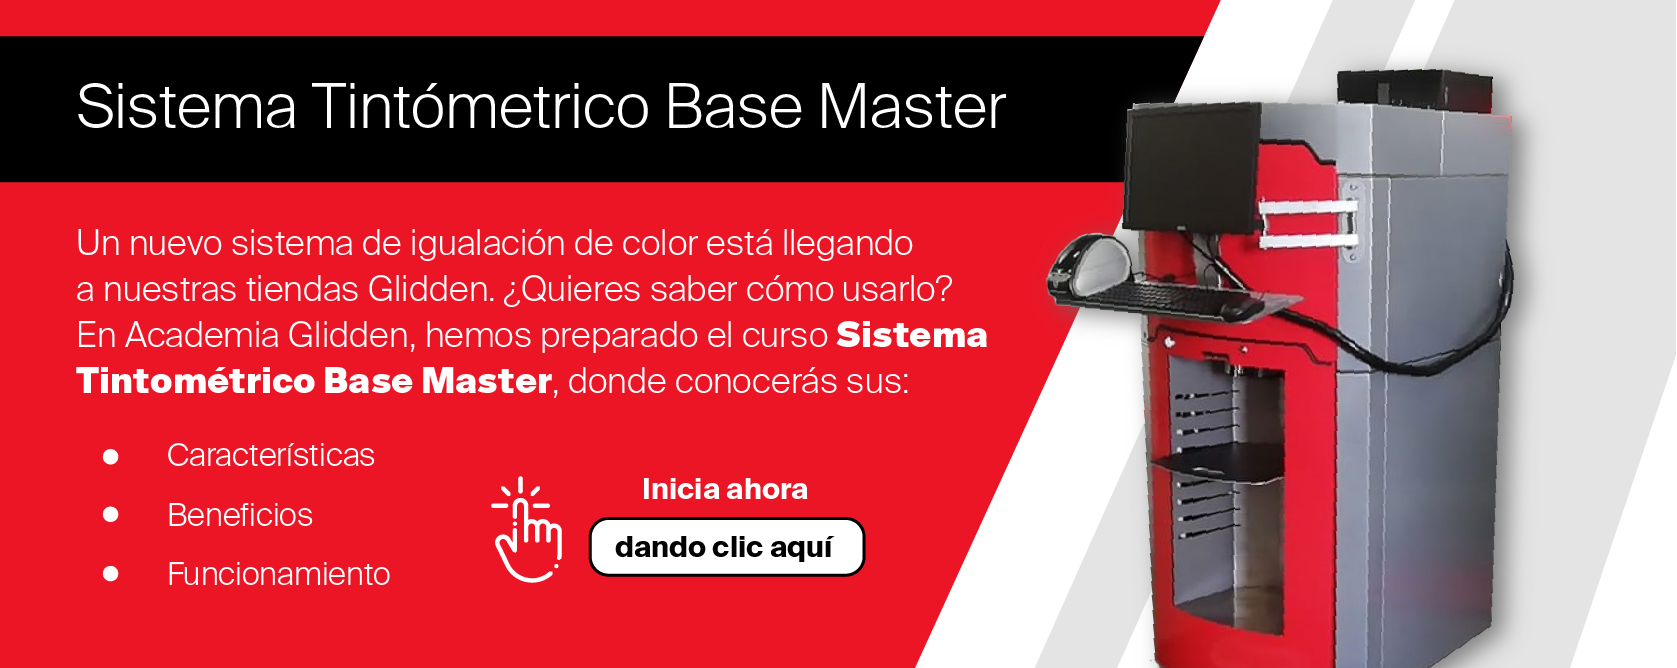 Sistema Tintómetrico Base Master
Un nuevo sistema de igualación de color está llegando
a nuestras tiendas Glidden. ¿Quieres saber cómo usarlo?
En Academia Glidden, hemos preparado el curso Sistema
Tintométrico Base Master, donde conocerás sus:
● Características
● Beneficios
● Funcionamiento
Inicia ahora
dando clic aquí